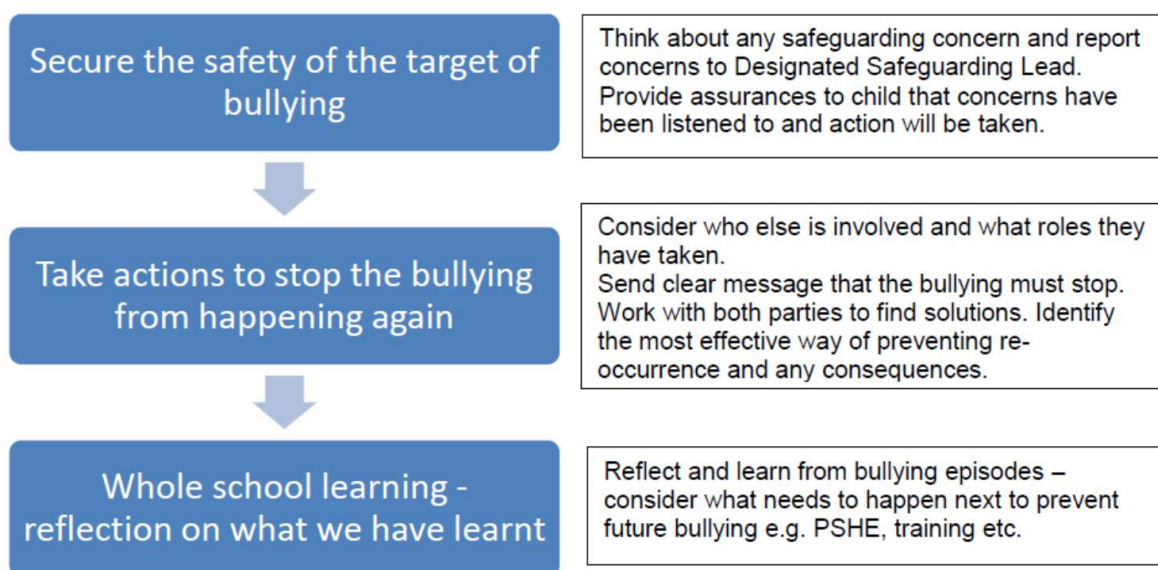 Secure the safety of the target of
bullying
Think about any safeguarding concern and report
concerns to Designated Safeguarding Lead.
Provide assurances to child that concerns have
been listened to and action will be taken.
Take actions to stop the bullying
from happening again
Consider who else is involved and what roles they
have taken.
Send clear message that the bullying must stop.
Work with both parties to find solutions. Identify
the most effective way of preventing re-
occurrence and any consequences.
Whole school learning -
reflection on what we have learnt
Reflect and learn from bullying episodes –
consider what needs to happen next to prevent
future bullying e.g. PSHE, training etc.